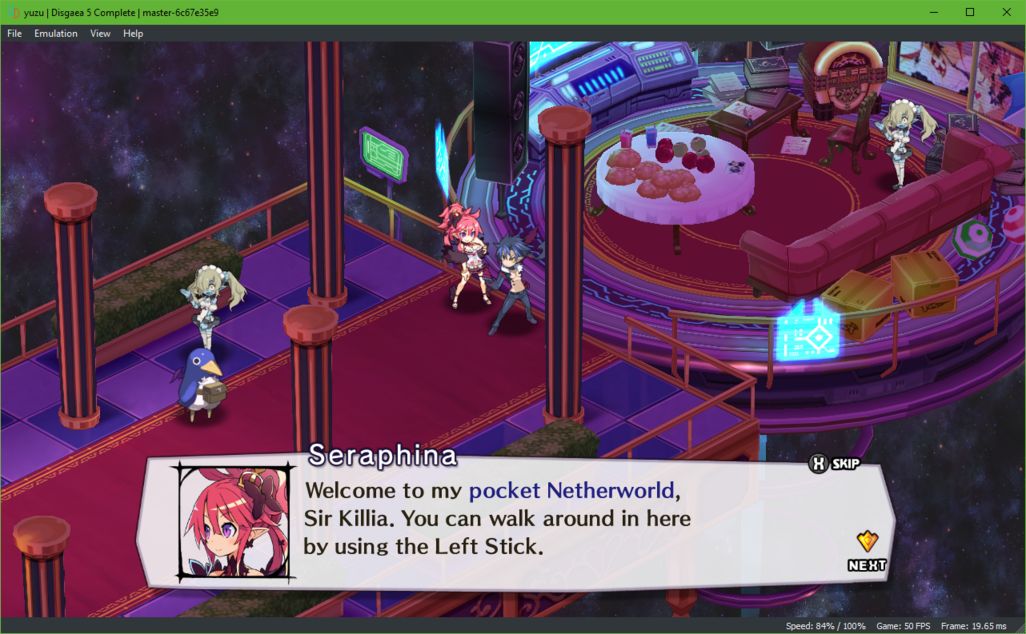 yuzu | Disgaea 5 Complete | master-6c67e35e9
File Emulation View Help
Seraphina
X SKIP
Welcome to my pocket Netherworld,
Sir Killia. You can walk around in here
by using the Left Stick.
NEXT
Speed: 84% / 100% Game: 50 FPS Frame: 19.65 ms